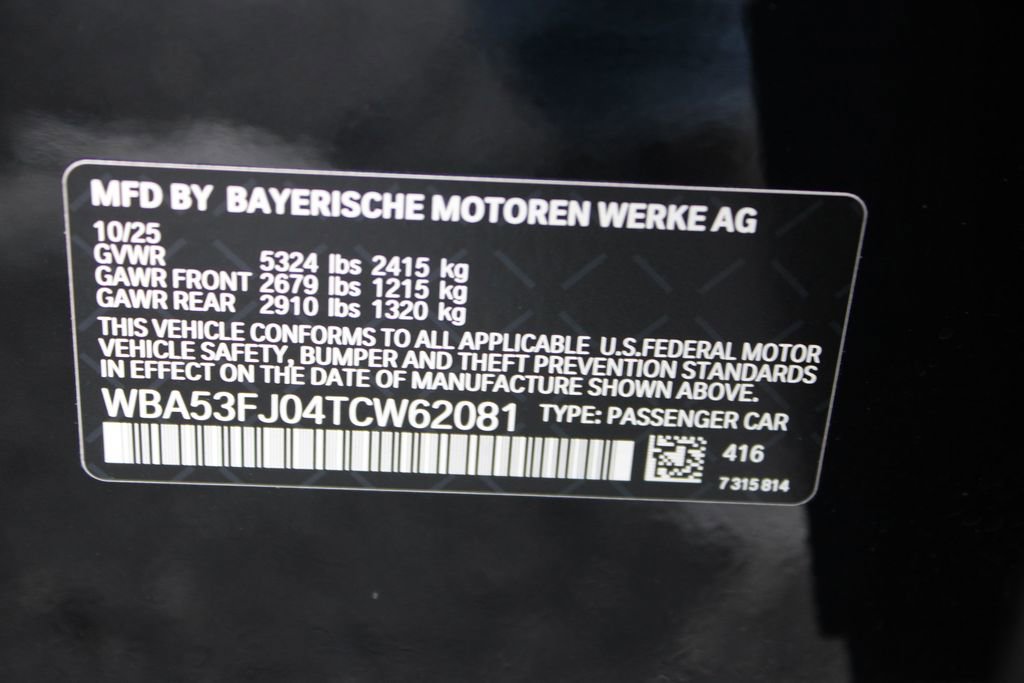 MFD BY BAYERISCHE MOTOREN WERKE AG
10/25
GVWR 5324 lbs 2415 kg
GAWR FRONT 2679 lbs 1215 kg
GAWR REAR 2910 lbs 1320 kg
THIS VEHICLE CONFORMS TO ALL APPLICABLE U.S.FEDERAL MOTOR
VEHICLE SAFETY, BUMPER AND THEFT PREVENTION STANDARDS
IN EFFECT ON THE DATE OF MANUFACTURE SHOWN ABOVE.
WBA53FJ04TCW62081 TYPE: PASSENGER CAR
416
7315814